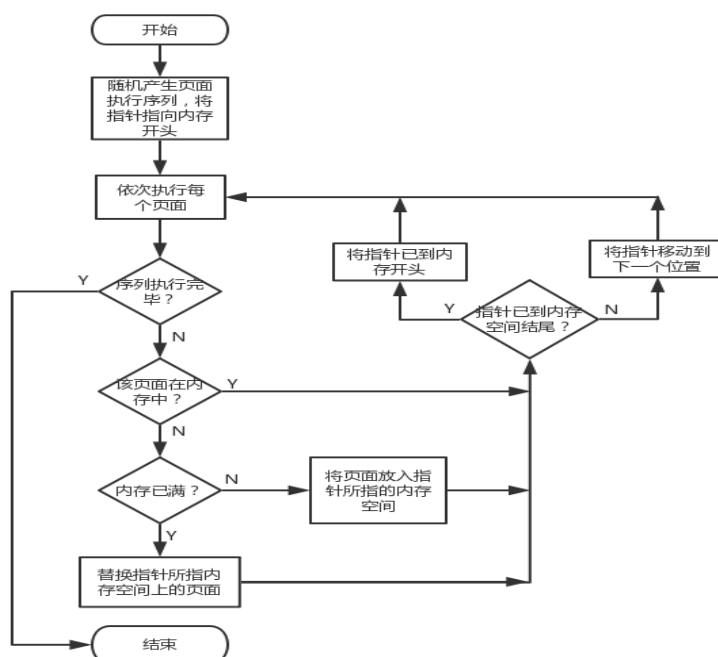 开始
随机产生页面
执行序列，将
指针指向内存
开头
依次执行每
个页面
将指针已到内
存开头
将指针移动到
下一个位置
Y
序列执行完
毕？
Y
指针已到内存
空间结尾？
N
N
该页面在内
存中？
Y
N
内存已满？
N
将页面放入指
针所指的内存
空间
Y
替换指针所指内
存空间上的页面
结束